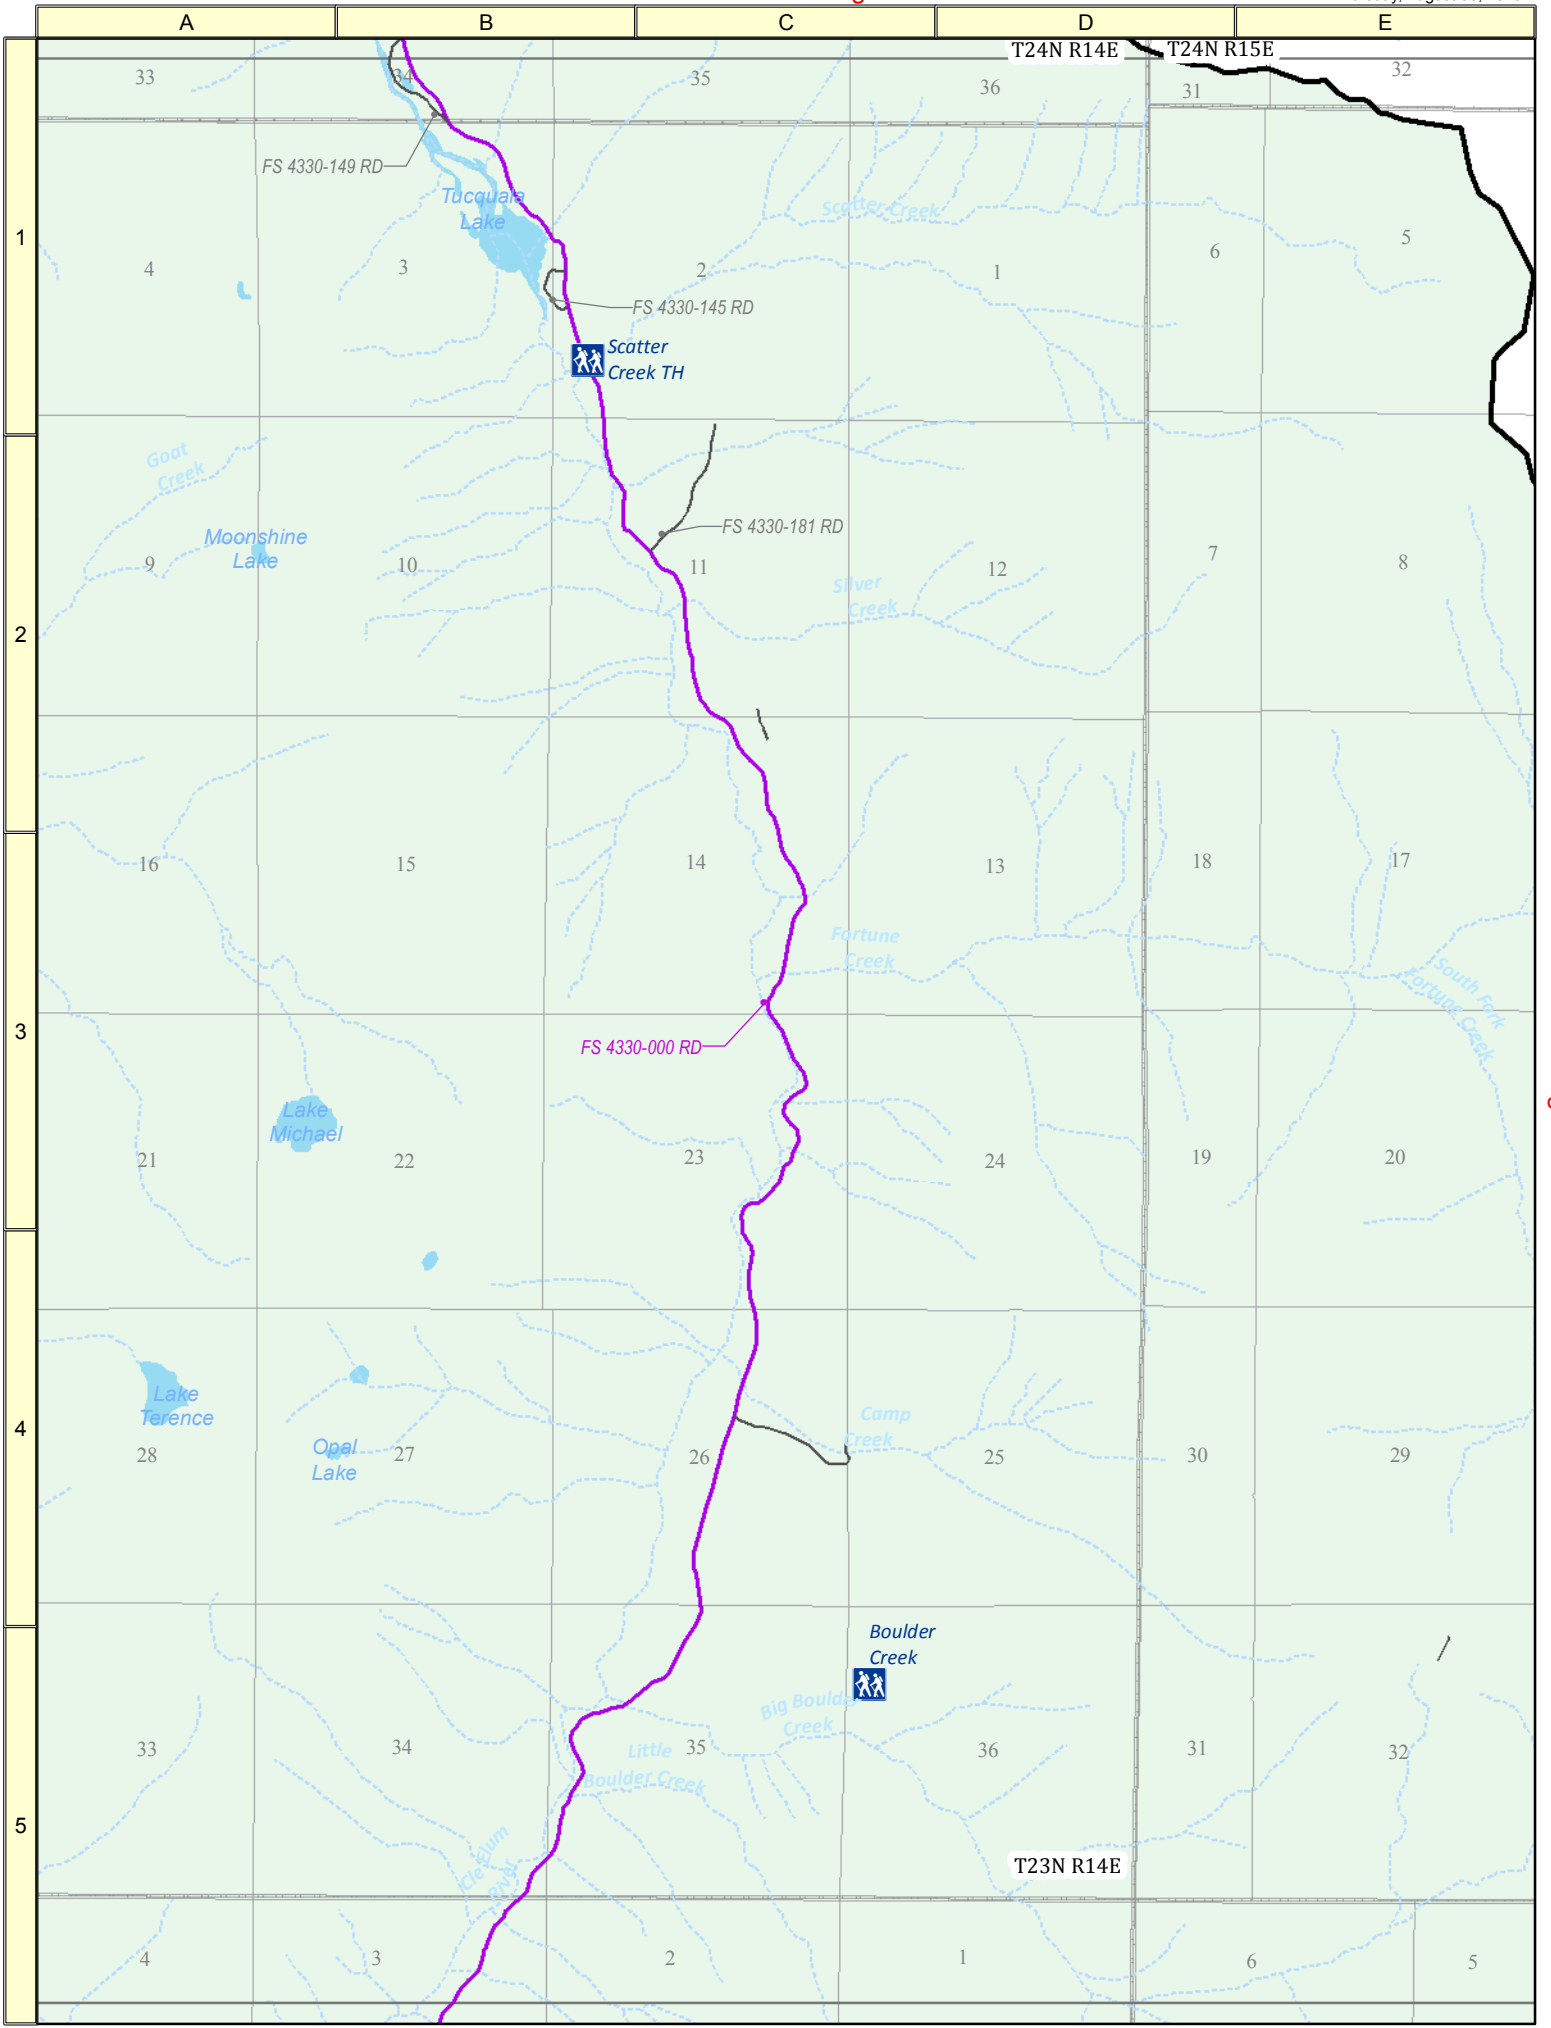 A B C D E
T24N R14E T24N R15E
33 34 35 36 31 32
FS 4330-149 RD
Tucquala
Lake
Scatter Creek
1
4 3 2 1 6 5
FS 4330-145 RD
Scatter
Creek TH
Goat
Creek
FS 4330-181 RD
Moonshine
Lake
9 10 11 12 7 8
Silver
Creek
2
16 15 14 13 18 17
Fortune
Creek
South Fork
Fortune Creek
3
FS 4330-000 RD
Lake
Michael
21 22 23 24 19 20
Lake
Terence
Camp
Creek
4
Opal
Lake
28 27 26 25 30 29
Boulder
Creek
Big Boulder
Creek
33 34 35 36 31 32
Little
Boulder Creek
5
Cle Elum
River
T23N R14E
4 3 2 1 6 5